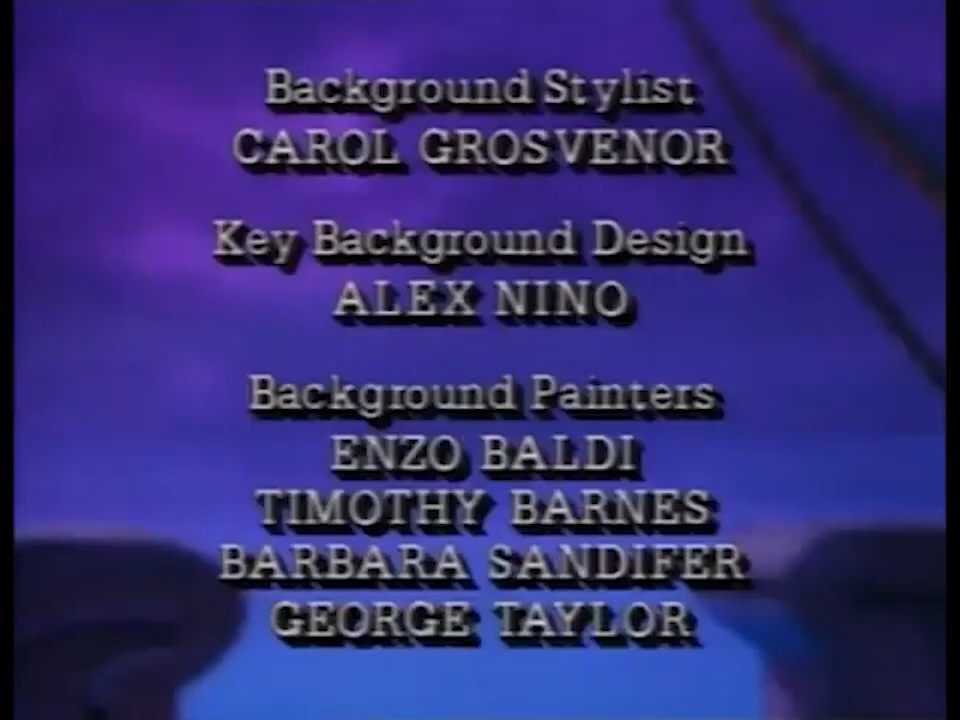 Background Stylist
CAROL GROSVENOR
Key Background Design
ALEX NINO
Background Painters
ENZO BALDI
TIMOTHY BARNES
BARBARA SANDIFER
GEORGE TAYLOR